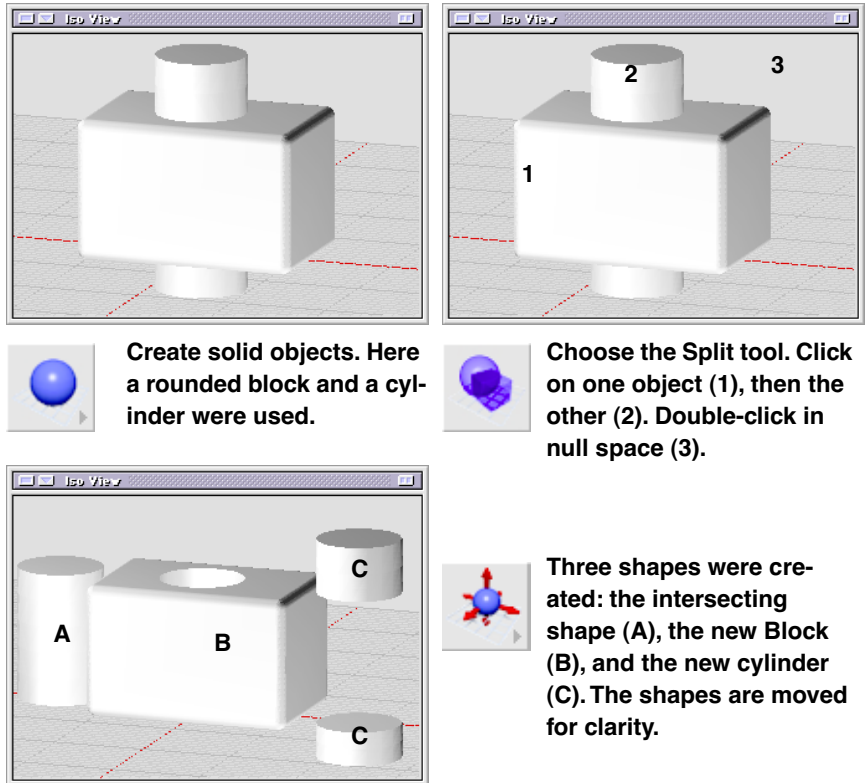 Iso View
Iso View
2
3
1
Create solid objects. Here
a rounded block and a cyl-
inder were used.
Choose the Split tool. Click
on one object (1), then the
other (2). Double-click in
null space (3).
Iso View
C
A
B
C
Three shapes were cre-
ated: the intersecting
shape (A), the new Block
(B), and the new cylinder
(C). The shapes are moved
for clarity.